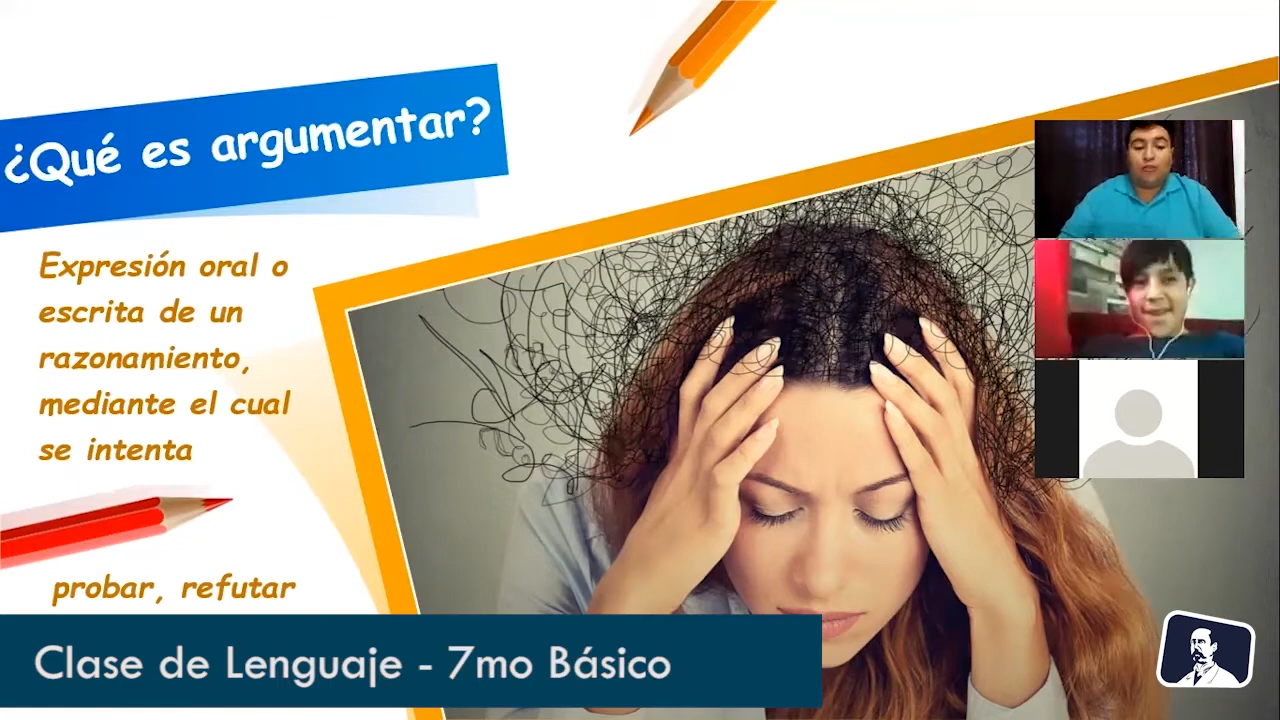 ¿Qué es argumentar?
Expresión oral o
escrita de un
razonamiento,
mediante el cual
se intenta
probar, refutar
Clase de Lenguaje - 7mo Básico